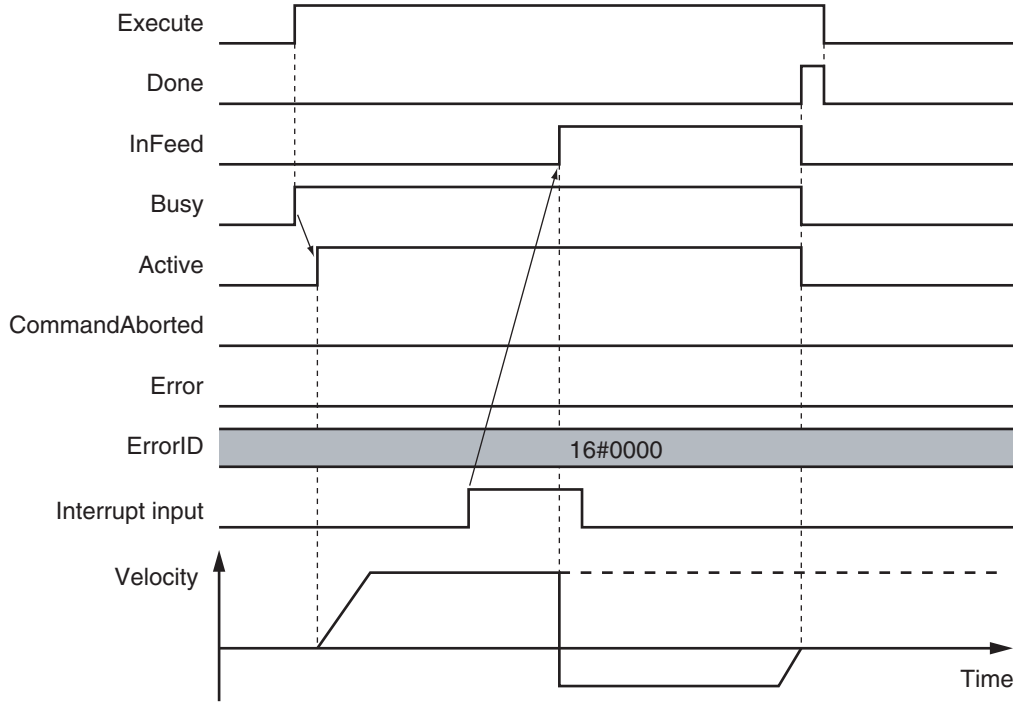 Execute
Done
InFeed
Busy
Active
CommandAborted
Error
ErrorID
16#0000
Interrupt input
Velocity
Time